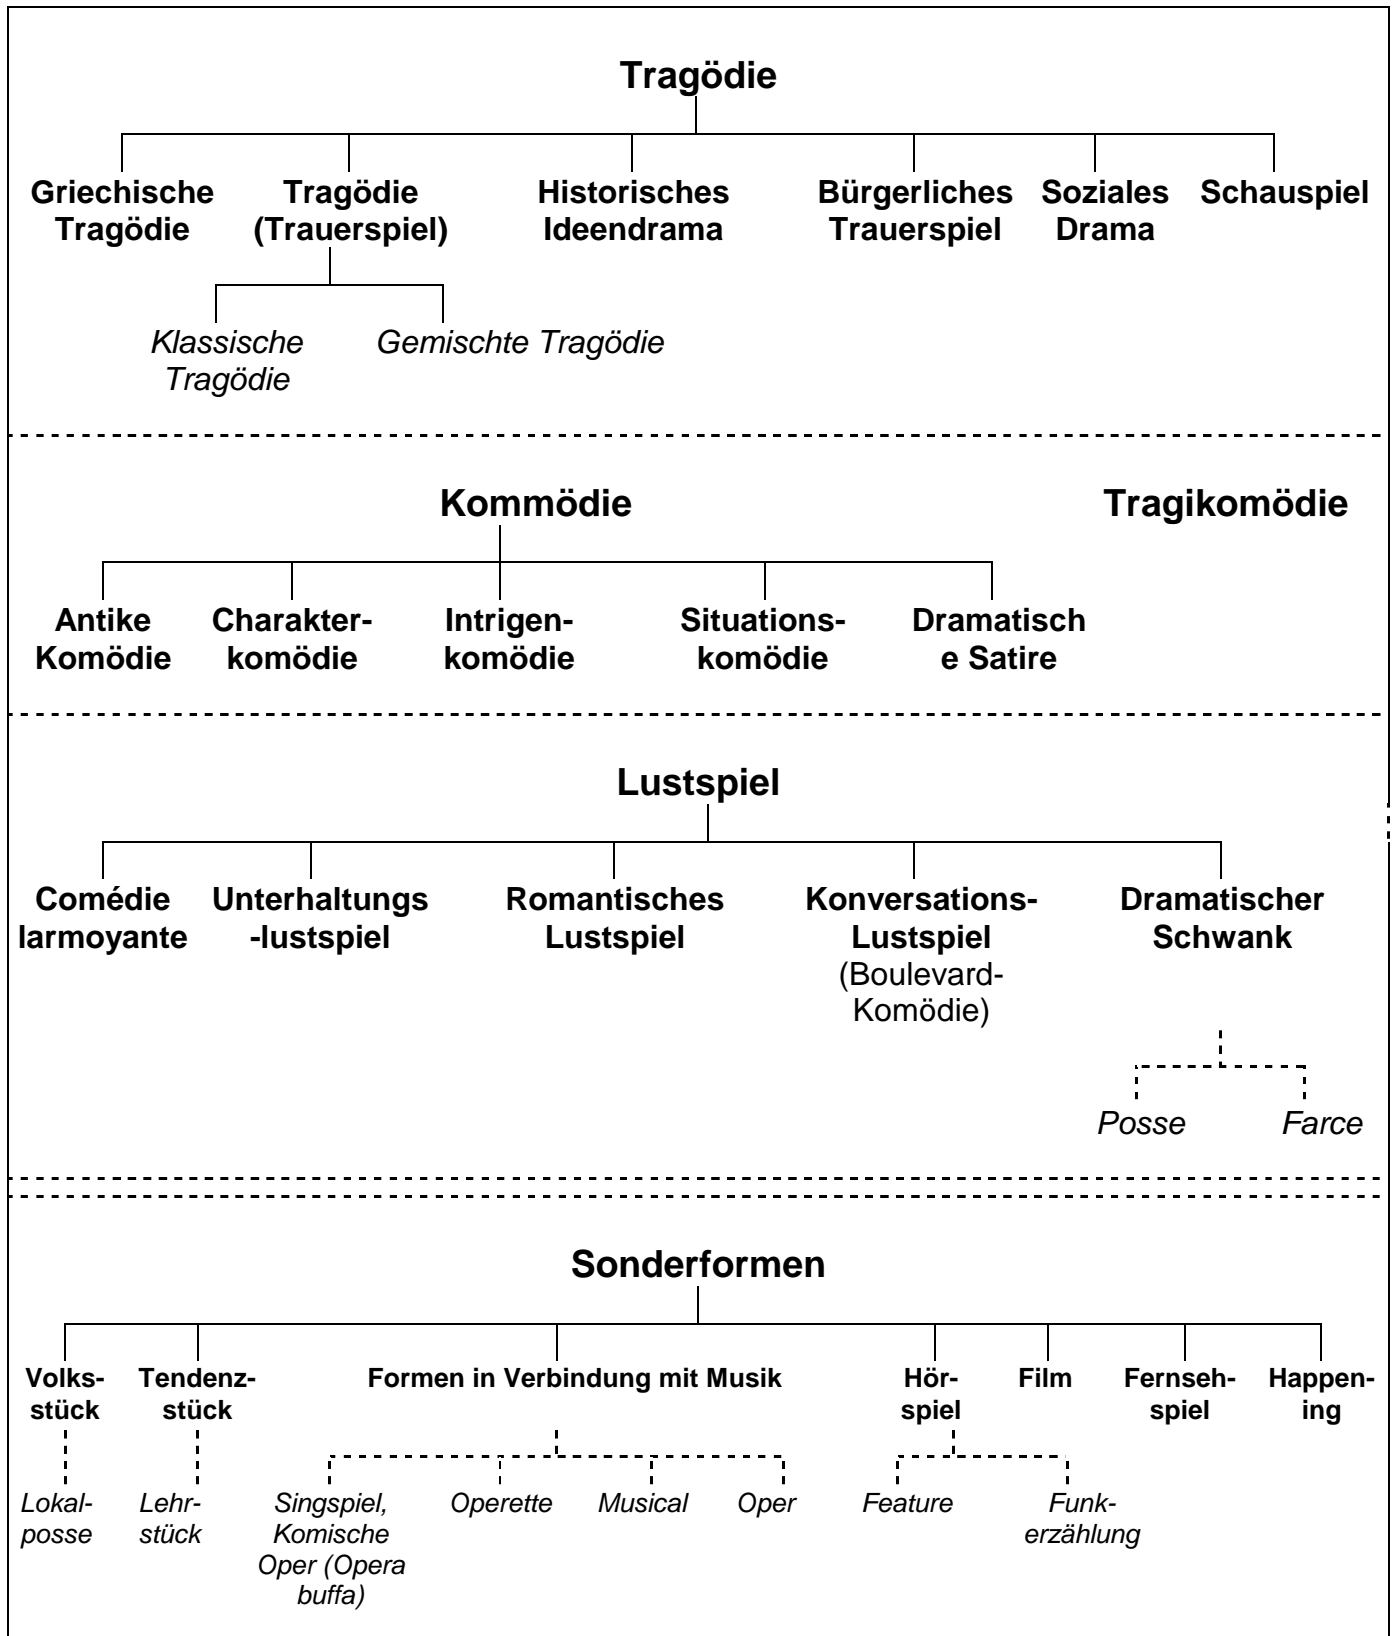 Tragödie
Griechische Tragödie Historisches Bürgerliches Soziales Schauspiel
Tragödie (Trauerspiel) Ideendrama Trauerspiel Drama
Klassische Gemischte Tragödie
Tragödie
Kommödie Tragikomödie
Antike Charakter- Intrigen- Situations- Dramatisch
Komödie komödie komödie komödie e Satire
Lustspiel
Comédie Unterhaltungs Romantisches Konversations- Dramatischer
larmoyante -lustspiel Lustspiel Lustspiel Schwank
(Boulevard-
Komödie)
Posse Farce
Sonderformen
Volks- Tendenz- Formen in Verbindung mit Musik Hör- Film Fernseh- Happen-
stück stück spiel spiel ing
Lokal- Lehr- Singspiel, Operette Musical Oper Feature Funk-
posse stück Komische erzählung
Oper (Opera
buffa)